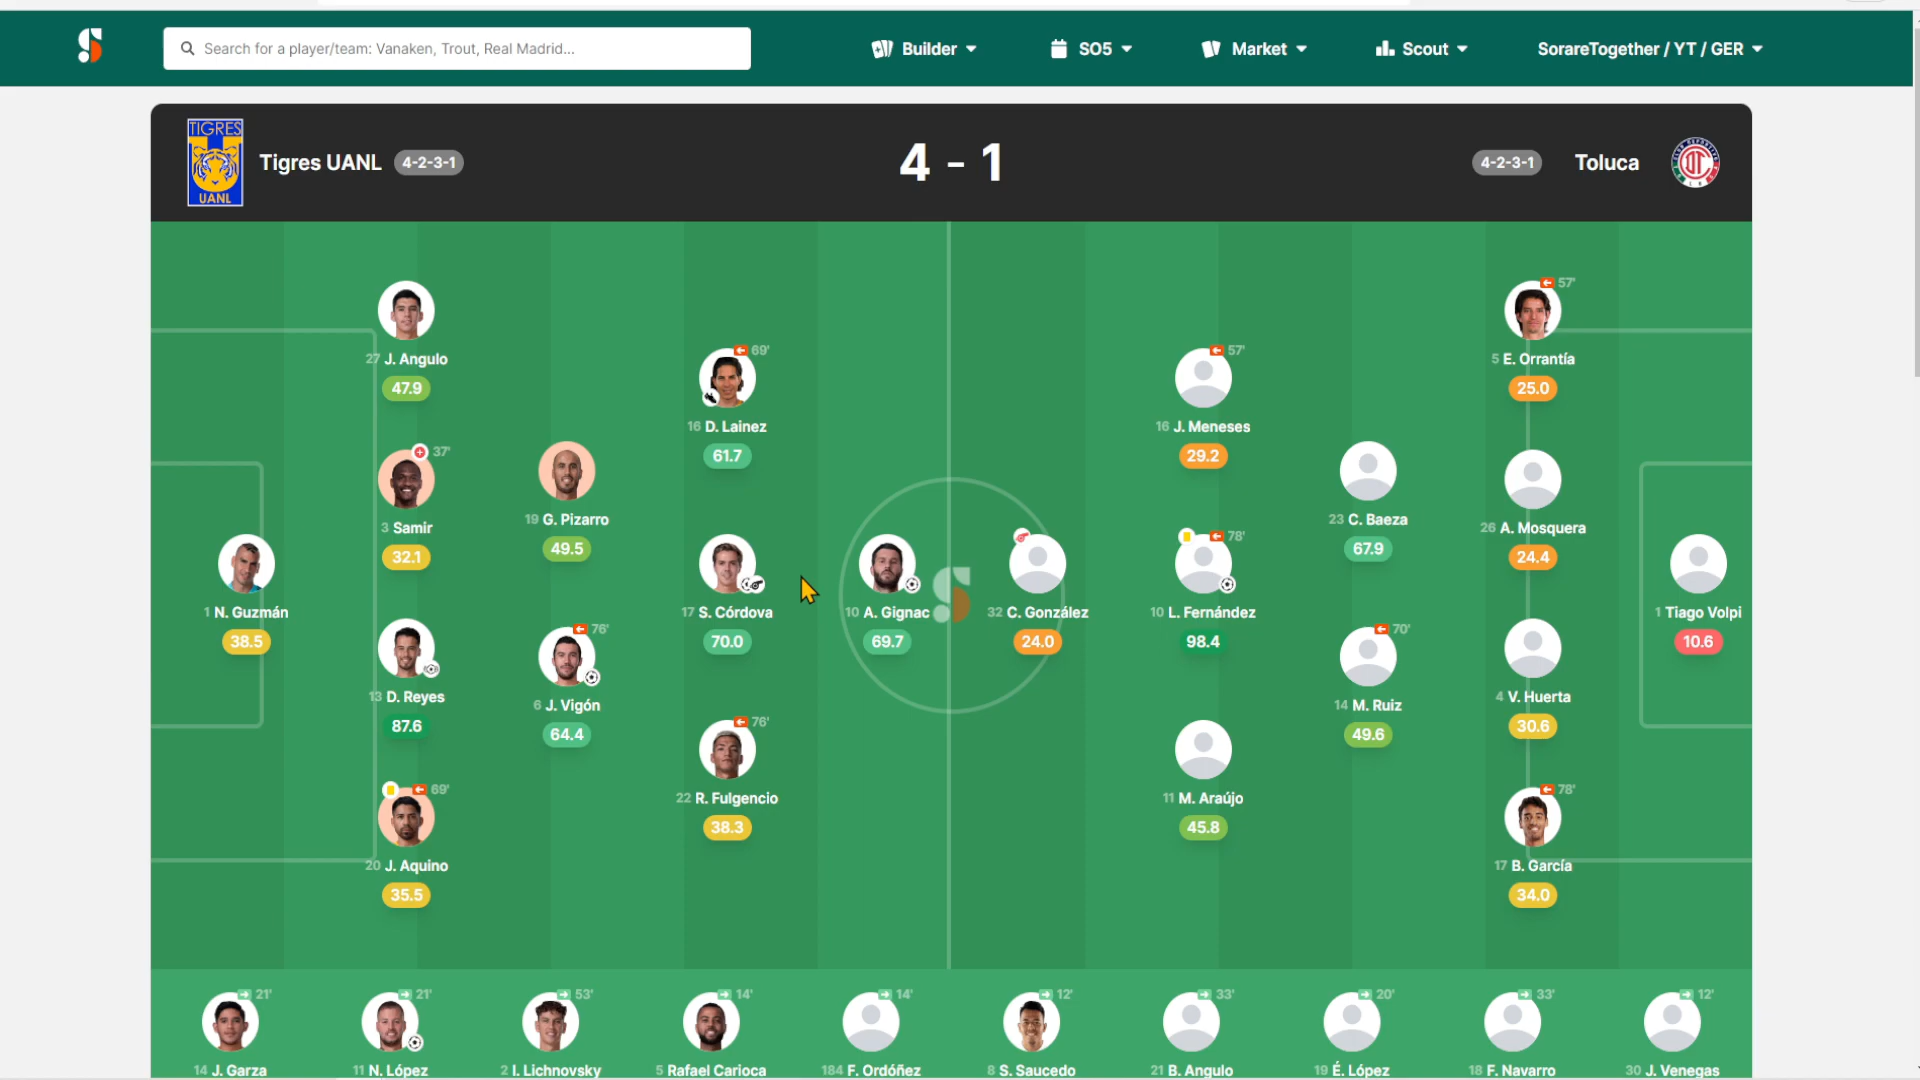 Search for a player/team: Vanaken, Trout, Real Madrid...
Builder
SO5
Market
Scout
SorareTogether / YT / GER
TIGRES
UANL
Tigres UANL
4-2-3-1
4 - 1
4-2-3-1
Toluca
27 J. Angulo
47.9
37'
3 Samir
32.1
1 N. Guzmán
38.5
13 D. Reyes
87.6
69'
20 J. Aquino
35.5
19 G. Pizarro
49.5
76'
6 J. Vigón
64.4
69'
16 D. Lainez
61.7
17 S. Córdova
70.0
76'
22 R. Fulgencio
38.3
10 A. Gignac
69.7
32 C. González
24.0
57'
16 J. Meneses
29.2
78'
10 L. Fernández
98.4
11 M. Araújo
45.8
23 C. Baeza
67.9
70'
14 M. Ruiz
49.6
57'
5 E. Orrantía
25.0
26 A. Mosquera
24.4
4 V. Huerta
30.6
78'
17 B. García
34.0
1 Tiago Volpi
10.6
21'
14 J. Garza
21'
11 N. López
53'
2 I. Lichnovsky
14'
5 Rafael Carioca
14'
184 F. Ordóñez
12'
8 S. Saucedo
33'
21 B. Angulo
20'
19 É. López
33'
18 F. Navarro
12'
30 J. Venegas